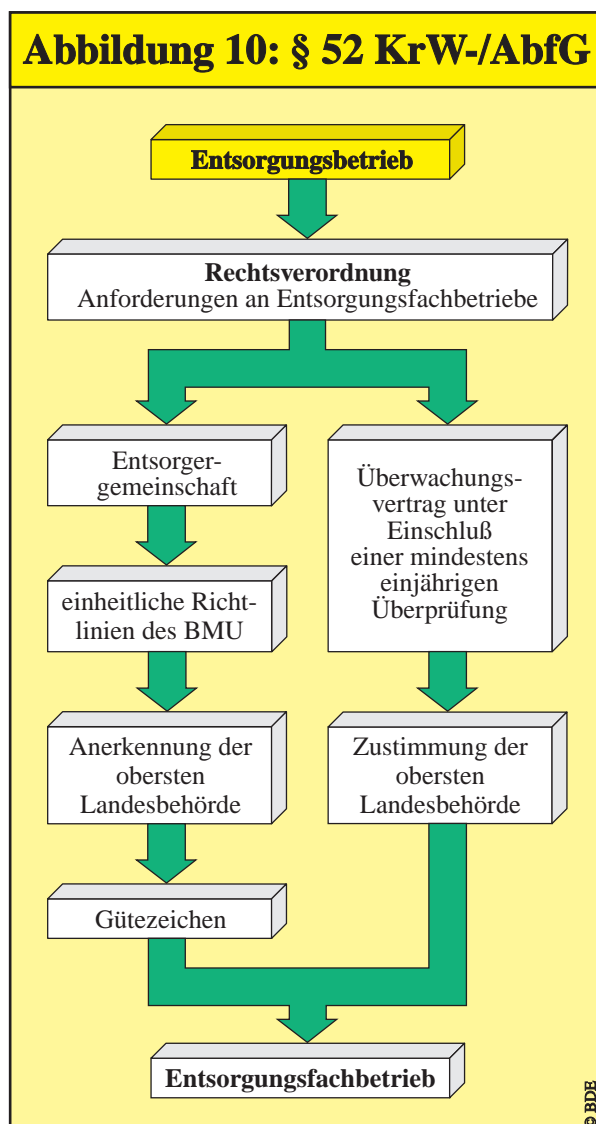 Abbildung 10: § 52 KrW-/AbfG
Entsorgungsbetrieb
Rechtsverordnung
Anforderungen an Entsorgungsfachbetriebe
Entsorger-
gemeinschaft
einheitliche Richt-
linien des BMU
Anerkennung der
obersten
Landesbehörde
Gütezeichen
Überwachungs-
vertrag unter
Einschluß
einer mindestens
einjährigen
Überprüfung
Zustimmung der
obersten
Landesbehörde
Entsorgungsfachbetrieb
© BDE